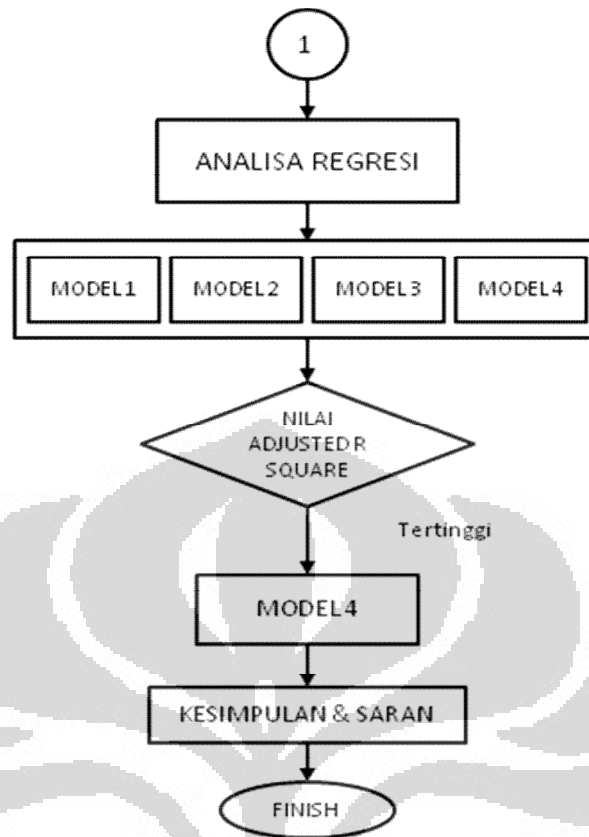 1
ANALISA REGRESI
MODEL1 MODEL2 MODEL3 MODEL4
NILAI
ADJUSTED R
SQUARE
Tertinggi
MODEL4
KESIMPULAN & SARAN
FINISH